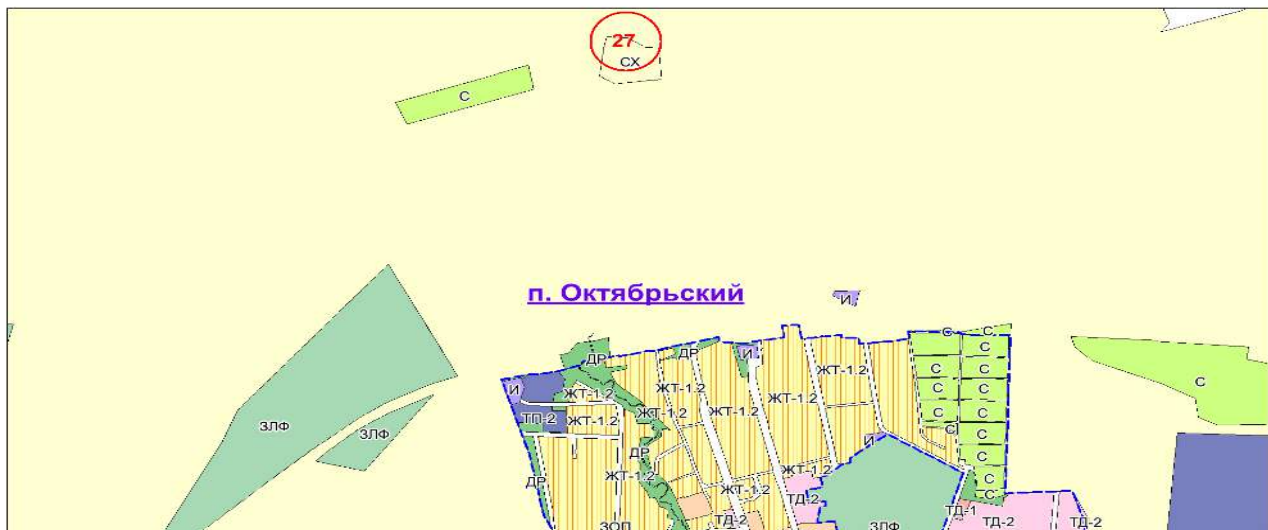 27
СХ
С
п. Октябрьский
И
С
С
ДР
ДР
И
С
С
ЖТ-1.2
С
С
И
ЖТ-1.2
ЖТ-1.2
С
С
ТП-2
ЖТ-1.2
ЖТ-1.2
ЖТ-1.2
ЖТ-1.2
С
С
ЗЛФ
ЗЛФ
С
С
И
ДР
С
ДР
ЖТ-1.2
ЖТ-1.2
С
ЖТ-1.2
ТД-2
С
ТД-1
ЗОП
ТД-2
ЗЛФ
ТД-2
ТД-2